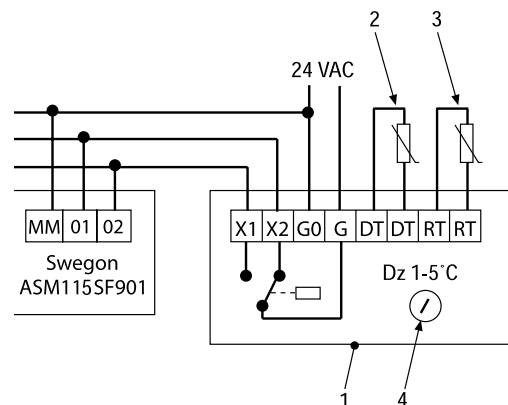 2 3
24 VAC
MM 01 02
X1 X2 G0 G DT DT RT RT
Swegon
ASM115SF901
Dz 1-5°C
1 4